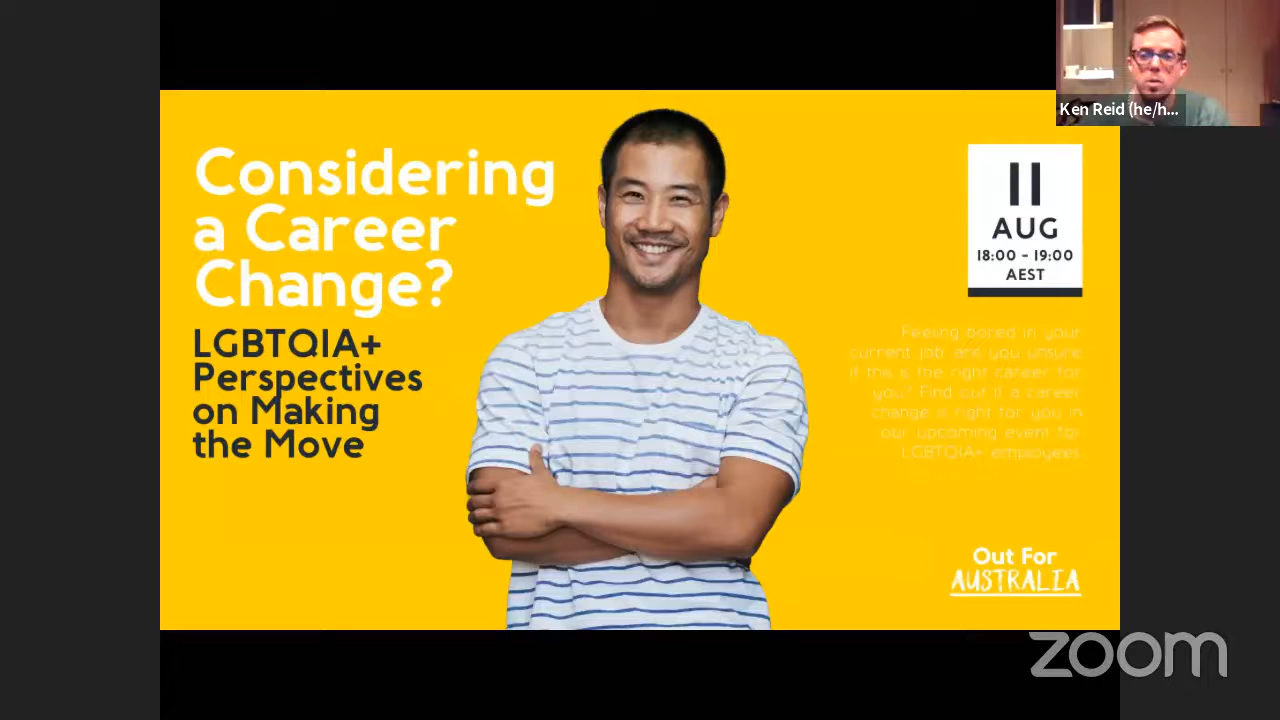 Considering
a Career
Change?
LGBTQIA+
Perspectives
on Making
the Move
11
AUG
18:00 - 19:00
AEST
Feeling bored in your
current job are you unsure
if this is the right career for
you? Find out if a career
change is right for you in
our upcoming event for
LGBTQIA+ employees
Out For
AUSTRALIA
Ken Reid (he/h...
zoom